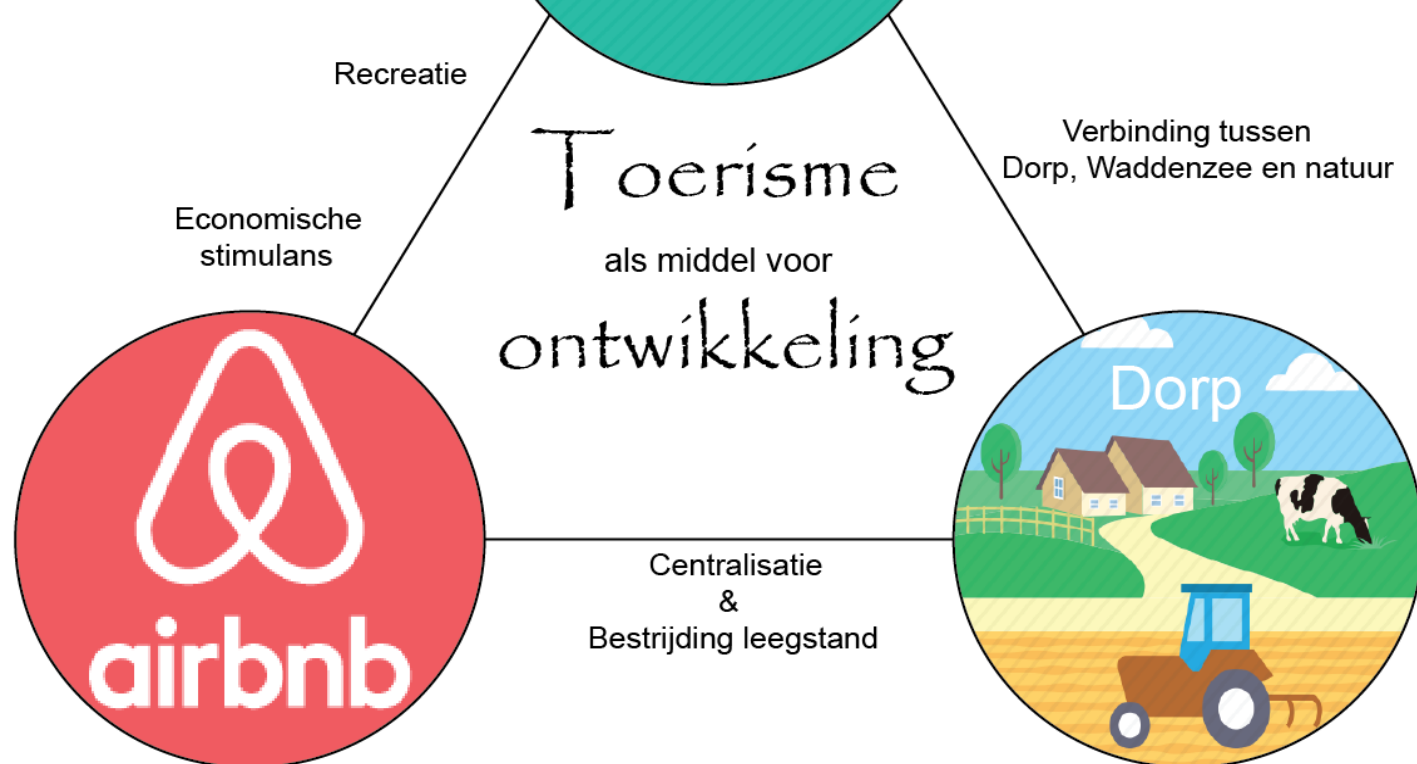 Recreatie
Verbinding tussen
Dorp, Waddenzee en natuur
Toerisme
Economische
stimulans
als middel voor
ontwikkeling
Dorp
airbnb
Centralisatie
&
Bestrijding leegstand